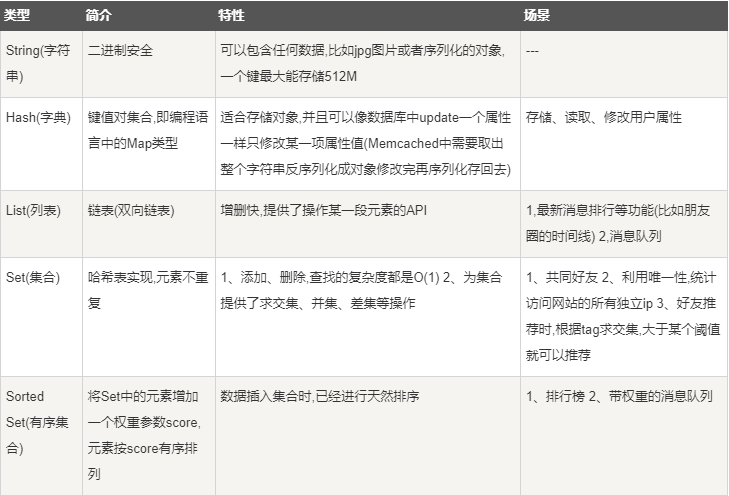 类型 简介 特性 场景
String(字符
串)
二进制安全
可以包含任何数据,比如jpg图片或者序列化的对象,
一个键最大能存储512M
---
Hash(字典)
键值对集合,即编程语
言中的Map类型
适合存储对象,并且可以像数据库中update一个属性
一样只修改某一项属性值(Memcached中需要取出
整个字符串反序列化成对象修改完再序列化存回去)
存储、读取、修改用户属性
List(列表)
链表(双向链表)
增删快,提供了操作某一段元素的API
1,最新消息排行等功能(比如朋友
圈的时间线) 2,消息队列
Set(集合)
哈希表实现,元素不重
复
1、添加、删除,查找的复杂度都是O(1) 2、为集合
提供了求交集、并集、差集等操作
1、共同好友 2、利用唯一性,统计
访问网站的所有独立ip 3、好友推
荐时,根据tag求交集,大于某个阈值
就可以推荐
Sorted
Set(有序集
合)
将Set中的元素增加
一个权重参数score,
元素按score有序排
列
数据插入集合时,已经进行天然排序
1、排行榜 2、带权重的消息队列